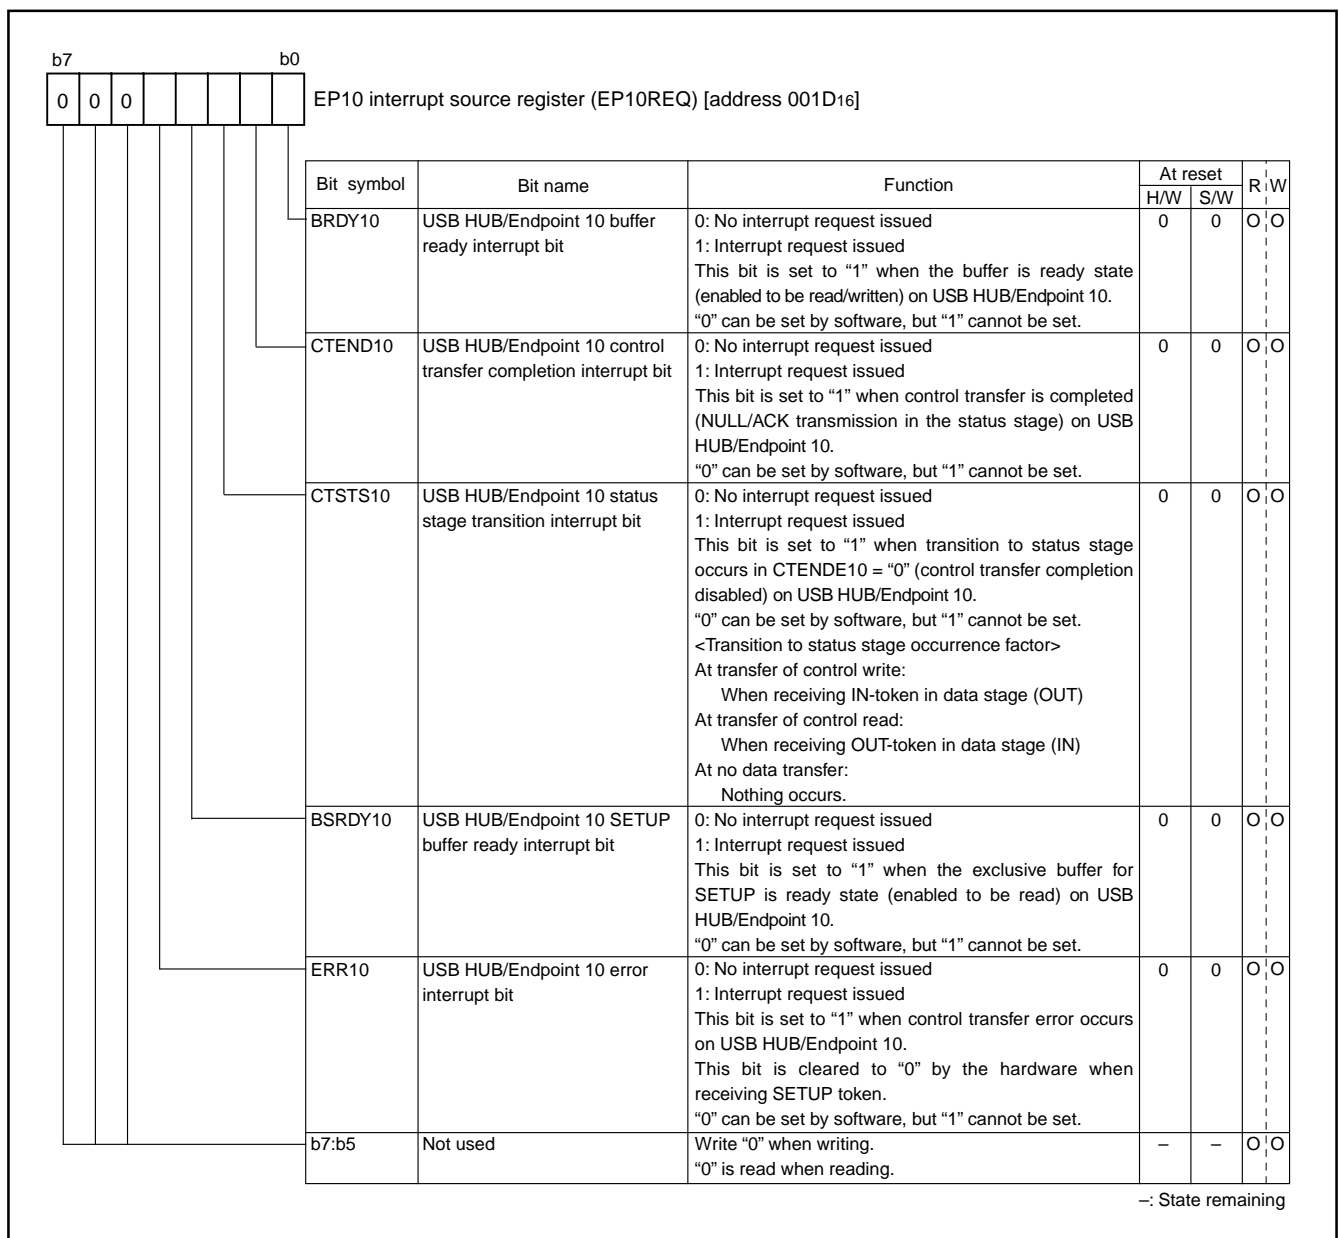 b7 b0
0 0 0 EP10 interrupt source register (EP10REQ) [address 001D16]
Bit symbol Bit name Function At reset R W
H/W S/W
BRDY10 USB HUB/Endpoint 10 buffer 0: No interrupt request issued 0 0 O O
ready interrupt bit 1: Interrupt request issued
This bit is set to “1” when the buffer is ready state
(enabled to be read/written) on USB HUB/Endpoint 10.
“0” can be set by software, but “1” cannot be set.
CTEND10 USB HUB/Endpoint 10 control 0: No interrupt request issued 0 0 O O
transfer completion interrupt bit 1: Interrupt request issued
This bit is set to “1” when control transfer is completed
(NULL/ACK transmission in the status stage) on USB
HUB/Endpoint 10.
“0” can be set by software, but “1” cannot be set.
CTSTS10 USB HUB/Endpoint 10 status 0: No interrupt request issued 0 0 O O
stage transition interrupt bit 1: Interrupt request issued
This bit is set to “1” when transition to status stage
occurs in CTENDE10 = “0” (control transfer completion
disabled) on USB HUB/Endpoint 10.
“0” can be set by software, but “1” cannot be set.
<Transition to status stage occurrence factor>
At transfer of control write:
When receiving IN-token in data stage (OUT)
At transfer of control read:
When receiving OUT-token in data stage (IN)
At no data transfer:
Nothing occurs.
BSRDY10 USB HUB/Endpoint 10 SETUP 0: No interrupt request issued 0 0 O O
buffer ready interrupt bit 1: Interrupt request issued
This bit is set to “1” when the exclusive buffer for
SETUP is ready state (enabled to be read) on USB
HUB/Endpoint 10.
“0” can be set by software, but “1” cannot be set.
ERR10 USB HUB/Endpoint 10 error 0: No interrupt request issued 0 0 O O
interrupt bit 1: Interrupt request issued
This bit is set to “1” when control transfer error occurs
on USB HUB/Endpoint 10.
This bit is cleared to “0” by the hardware when
receiving SETUP token.
“0” can be set by software, but “1” cannot be set.
b7:b5 Not used Write “0” when writing. – – O O
“0” is read when reading.
–: State remaining